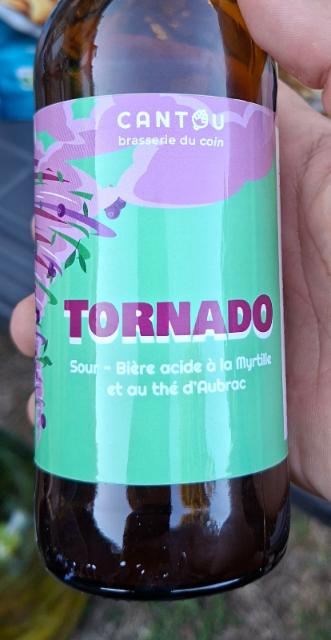 CANTOU
brasserie du coin
TORNADO
Sour - Bière acide à la Myrtille
et au thé d'Aubrac